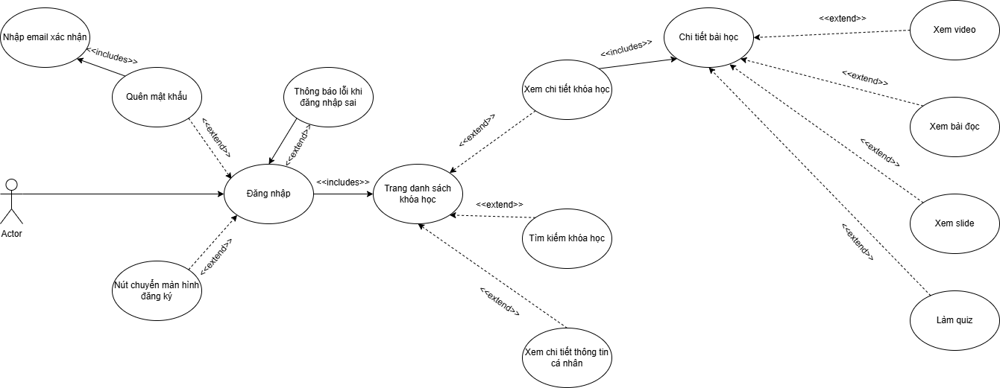 Nhập email xác nhận
<<includes>>
Quên mật khẩu
<<extend>>
Thông báo lỗi khi
đăng nhập sai
<<extend>>
Actor
Đăng nhập
<<includes>>
Nút chuyển màn hình
đăng ký
<<extend>>
Trang danh sách
khóa học
<<extend>>
Xem chi tiết khóa học
<<includes>>
<<extend>>
Tìm kiếm khóa học
<<extend>>
Xem chi tiết thông tin
cá nhân
Chi tiết bài học
<<extend>>
Xem video
<<extend>>
Xem bài đọc
<<extend>>
Xem slide
<<extend>>
Làm quiz